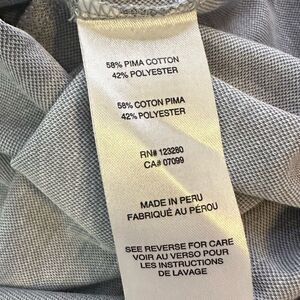 58% PIMA COTTON
42% POLYESTER
58% COTON PIMA
42% POLYESTER
RN# 123280
CA# 07099
MADE IN PERU
FABRIQUÉ AU PÉROU
SEE REVERSE FOR CARE
VOIR AU VERSO POUR
LES INSTRUCTIONS
DE LAVAGE